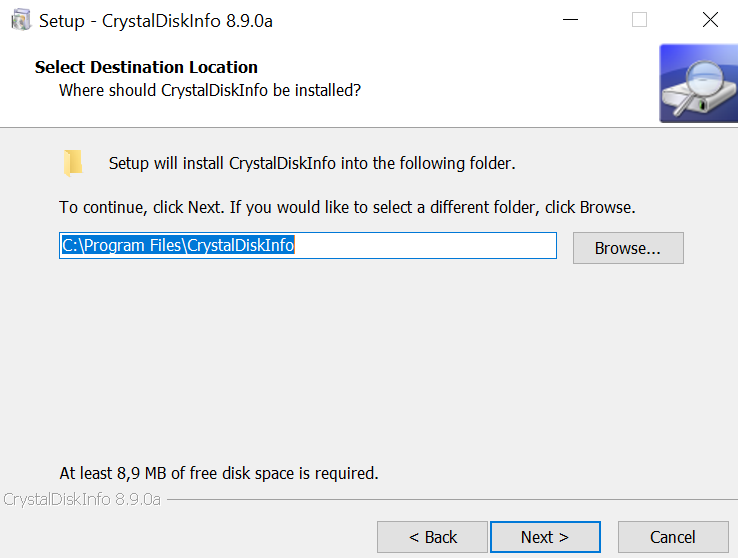 Setup - CrystalDiskInfo 8.9.0a
Select Destination Location
Where should CrystalDiskInfo be installed?
Setup will install CrystalDiskInfo into the following folder.
To continue, click Next. If you would like to select a different folder, click Browse.
C:\Program Files\CrystalDiskInfo
Browse...
At least 8,9 MB of free disk space is required.
CrystalDiskInfo 8.9.0a
< Back
Next >
Cancel